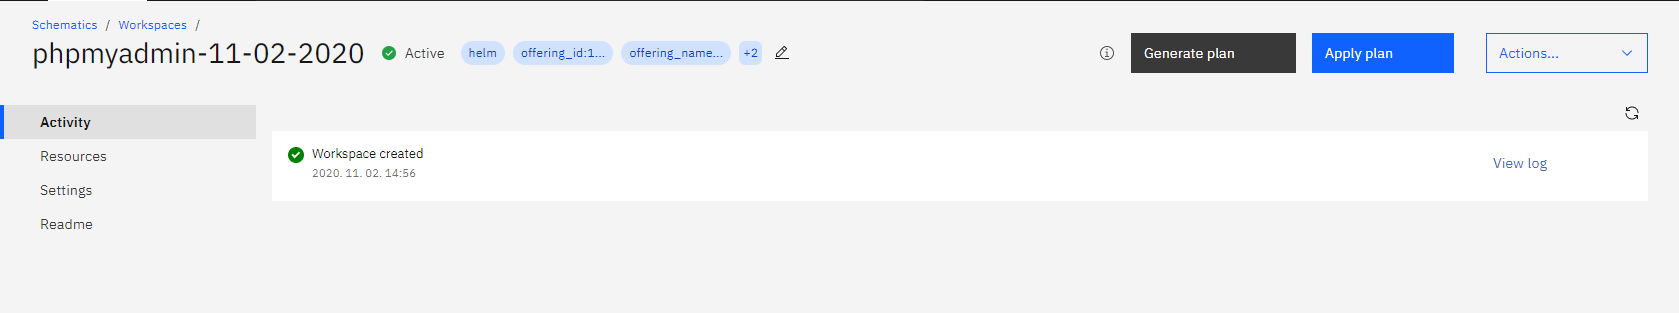 Schematics / Workspaces /
phpmyadmin-11-02-2020 Active helm offering_id:1... offering_name... +2 Generate plan Apply plan Actions...
Activity
Resources
Settings
Readme
Workspace created
2020. 11. 02. 14:56
View log